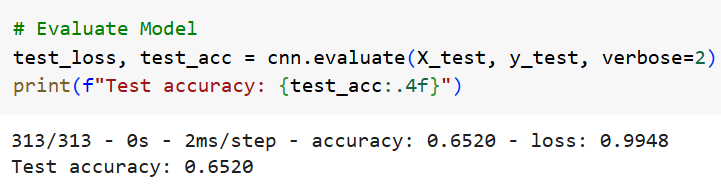 # Evaluate Model
test_loss, test_acc = cnn.evaluate(X_test, y_test, verbose=2)
print(f"Test accuracy: {test_acc:.4f}")
313/313 - 0s - 2ms/step - accuracy: 0.6520 - loss: 0.9948
Test accuracy: 0.6520